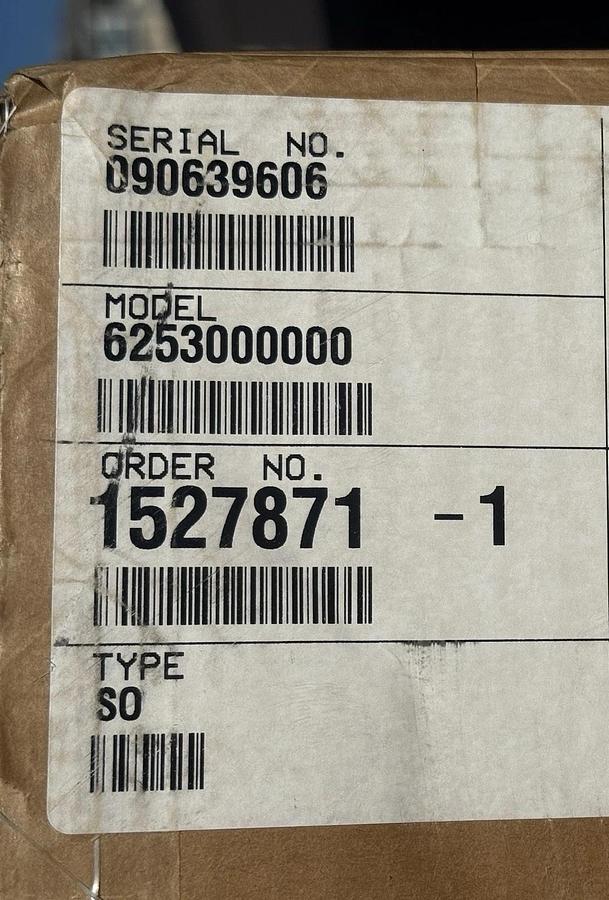 SERIAL NO.
090639606
MODEL
6253000000
ORDER NO.
1527871 -1
TYPE
SO